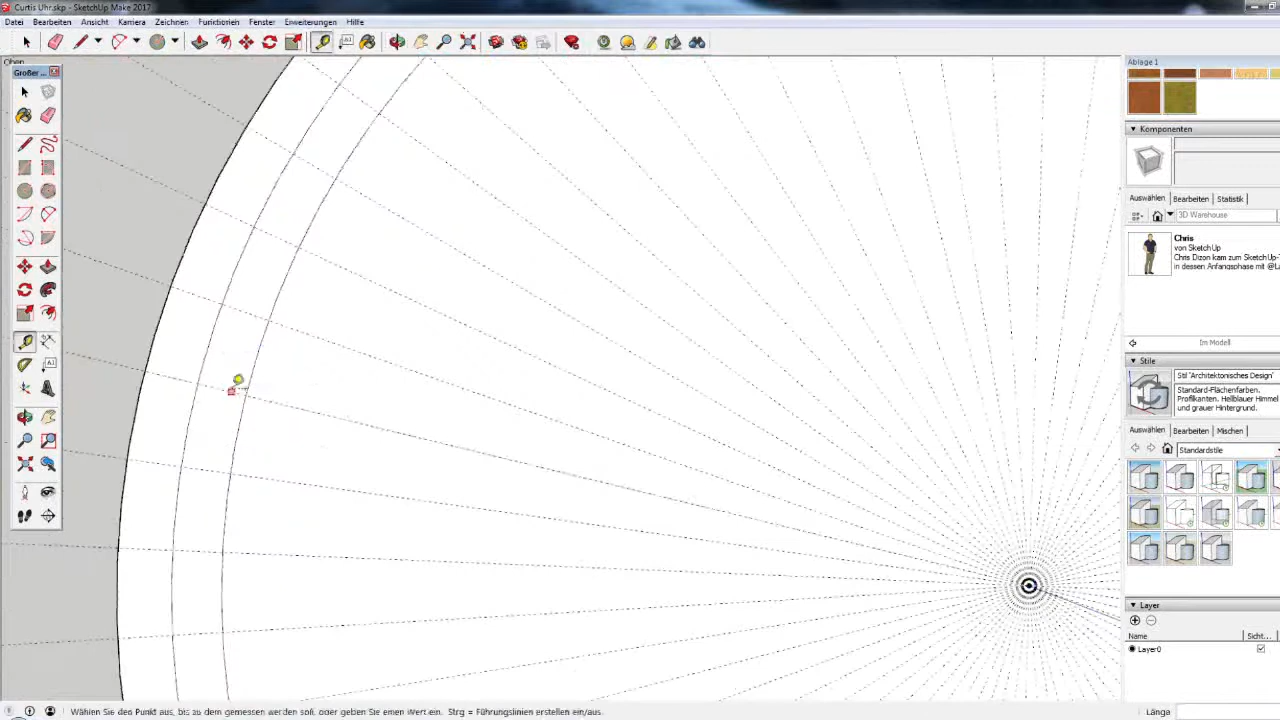 Curtis Uhr.skp - SketchUp Make 2017
Datei Bearbeiten Ansicht Kamera Zeichnen Funktionen Fenster Erweiterungen Hilfe
Oben
Großer ...
Ablage 1
Komponenten
Auswählen Bearbeiten Statistik
3D Warehouse
Chris
von SketchUp
Chris Dizon kam zum SketchUp-T
in dessen Anfangsphase mit @La
Im Modell
Stile
Stil "Architektonisches Design"
Standard-Flächenfarben.
Profilkanten. Hellblauer Himmel
und grauer Hintergrund.
Auswählen Bearbeiten Mischen
Standardstile
Layer
Name Sicht...
Layer0
Wählen Sie den Punkt aus, bis zu dem gemessen werden soll, oder geben Sie einen Wert ein. Strg = Führungslinien erstellen ein/aus.
Länge